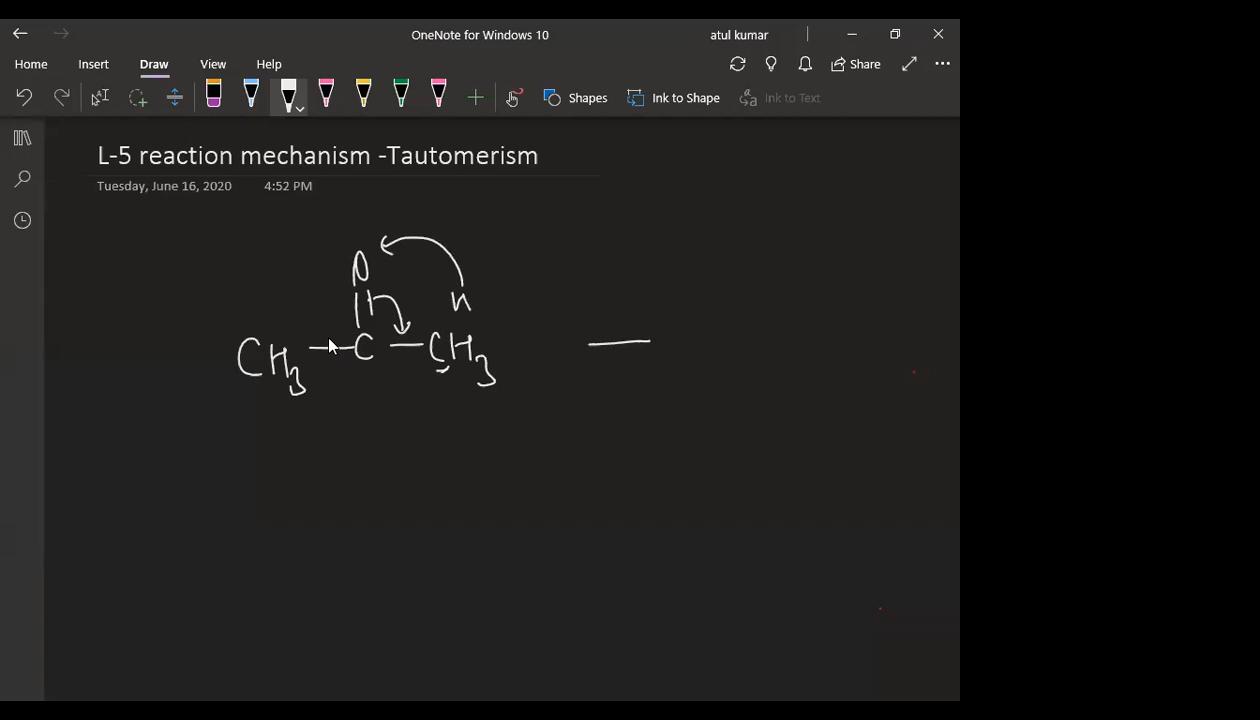 OneNote for Windows 10
atul kumar
Home Insert Draw View Help
Share
Shapes Ink to Shape Ink to Text
L-5 reaction mechanism -Tautomerism
Tuesday, June 16, 2020 4:52 PM
O
H
CH3 — C — CH3